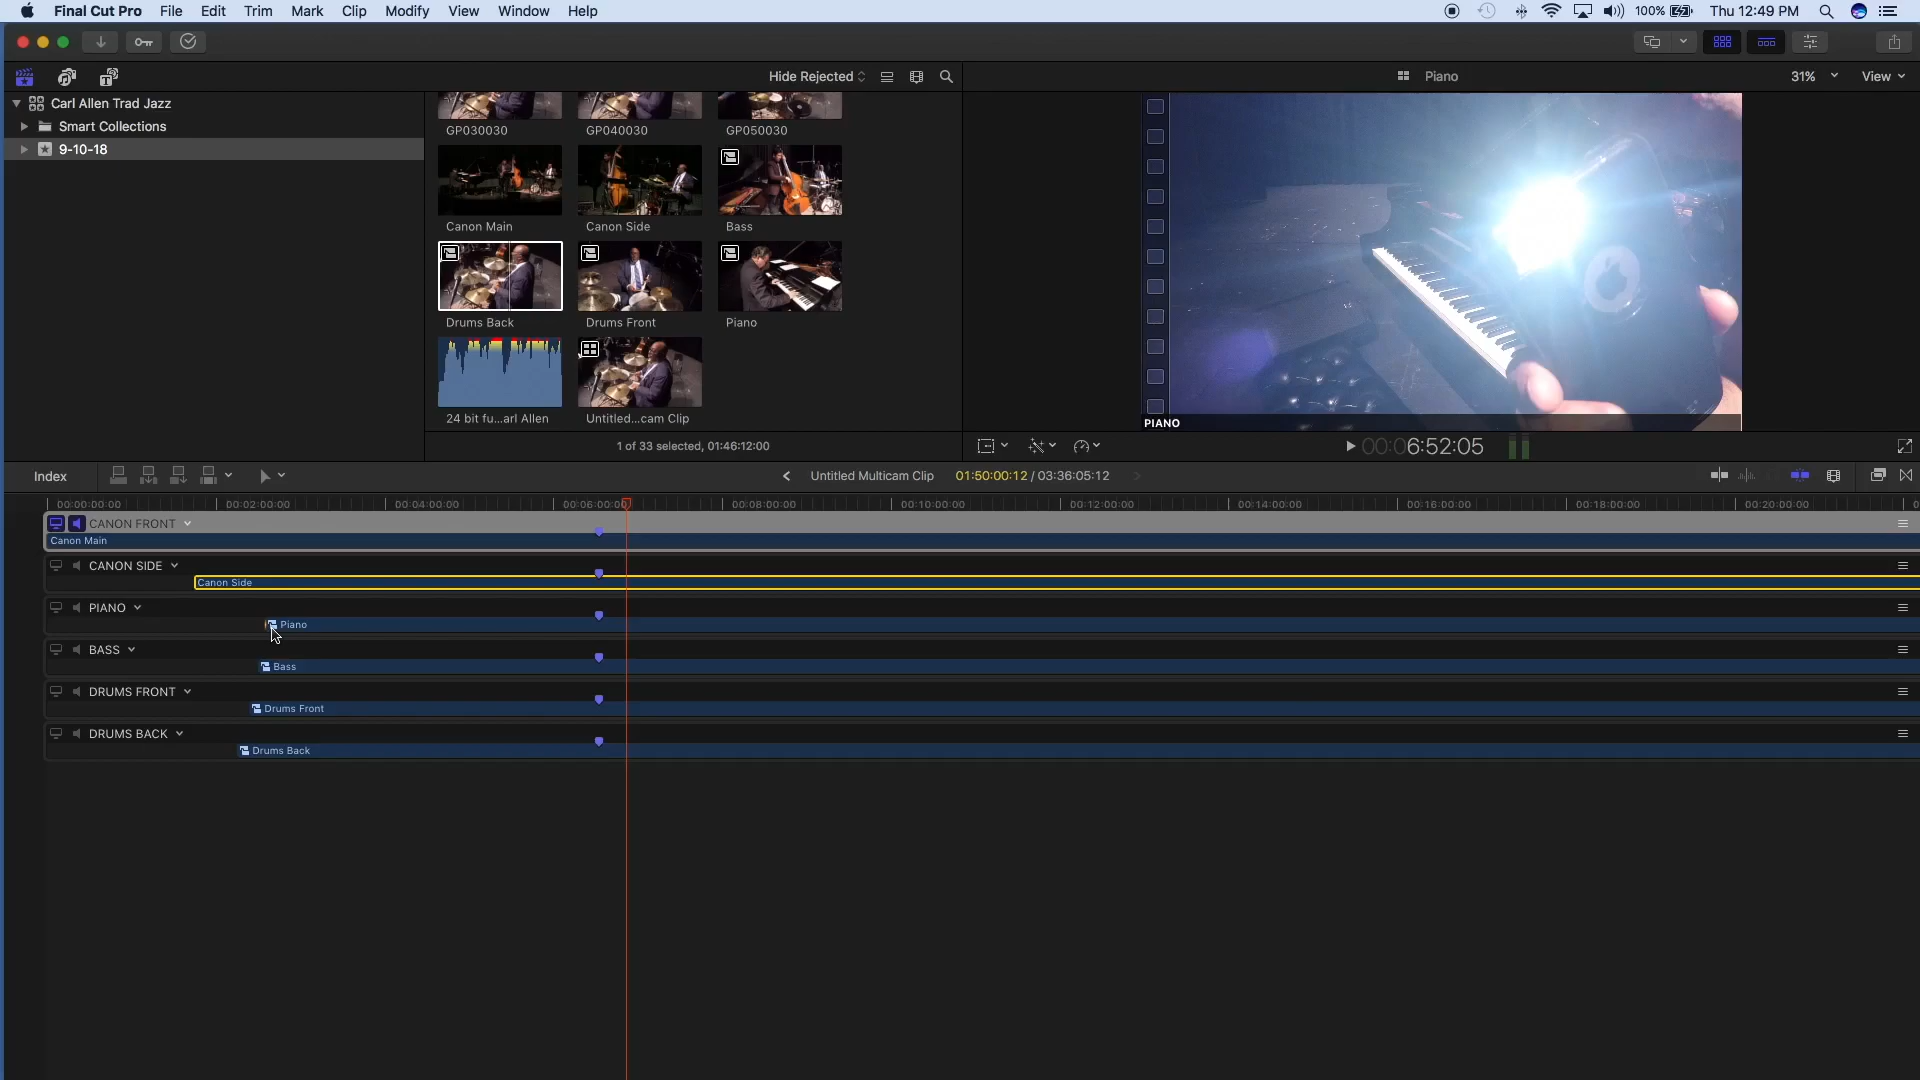 Final Cut Pro File Edit Trim Mark Clip Modify View Window Help 100% Thu 12:49 PM
Hide Rejected Piano 31% View
Carl Allen Trad Jazz
Smart Collections
9-10-18
GP030030 GP040030 GP050030
Canon Main Canon Side Bass
Drums Back Drums Front Piano
24 bit fu...arl Allen Untitled...cam Clip
1 of 33 selected, 01:46:12:00
PIANO
00:06:52:05
Index Untitled Multicam Clip 01:50:00:12 / 03:36:05:12
00:00:00:00 00:02:00:00 00:04:00:00 00:06:00:00 00:08:00:00 00:10:00:00 00:12:00:00 00:14:00:00 00:16:00:00 00:18:00:00 00:20:00:00
CANON FRONT
Canon Main
CANON SIDE
Canon Side
PIANO
Piano
BASS
Bass
DRUMS FRONT
Drums Front
DRUMS BACK
Drums Back